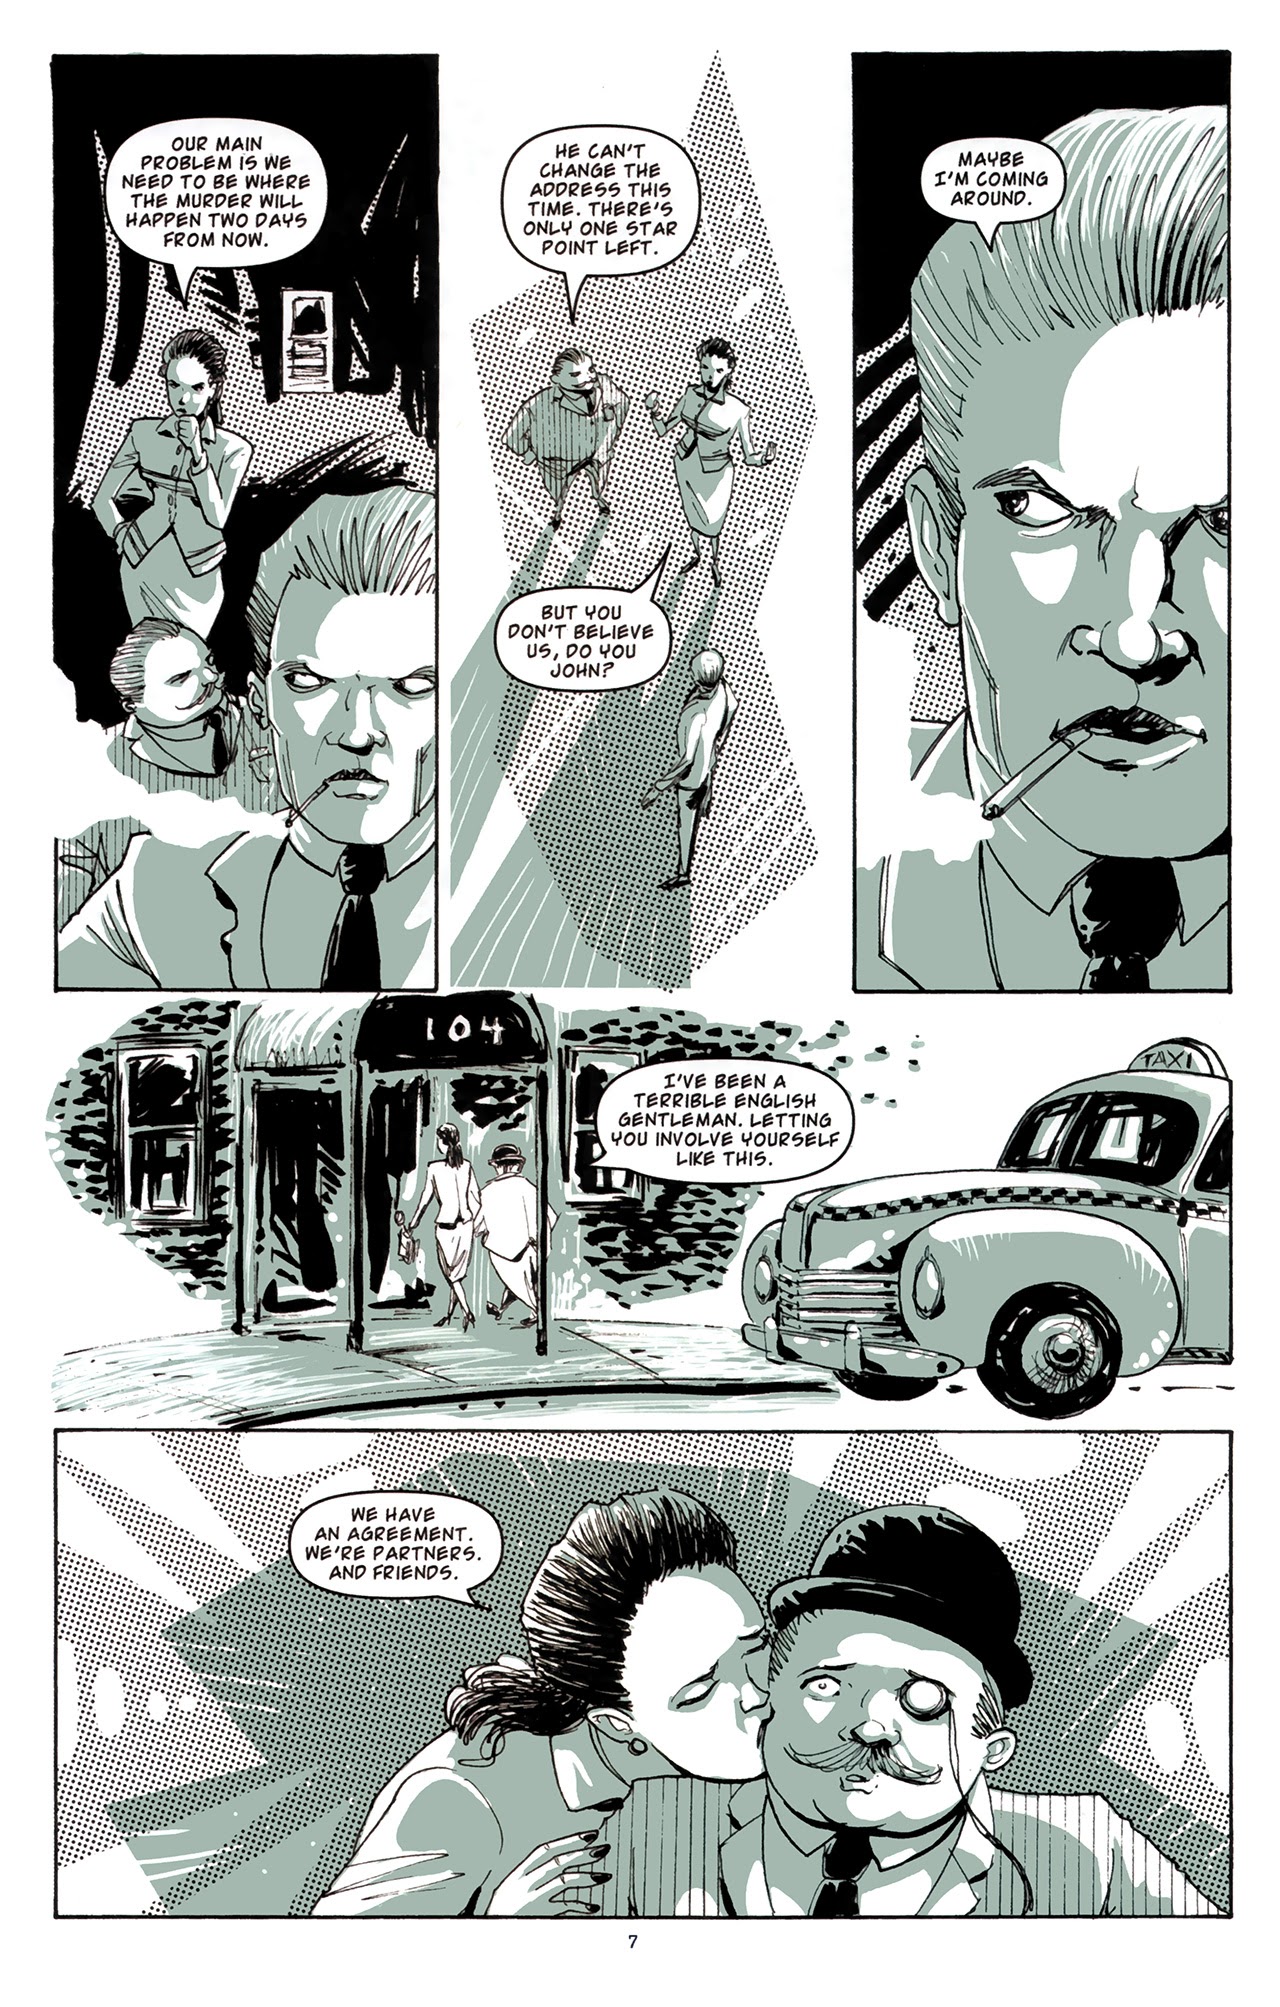 OUR MAIN
PROBLEM IS WE
NEED TO BE WHERE
THE MURDER WILL
HAPPEN TWO DAYS
FROM NOW.
HE CAN'T
CHANGE THE
ADDRESS THIS
TIME. THERE'S
ONLY ONE STAR
POINT LEFT.
BUT YOU
DON'T BELIEVE
US, DO YOU
JOHN?
MAYBE
I'M COMING
AROUND.
104
I'VE BEEN A
TERRIBLE ENGLISH
GENTLEMAN. LETTING
YOU INVOLVE YOURSELF
LIKE THIS.
TAXI
WE HAVE
AN AGREEMENT.
WE'RE PARTNERS.
AND FRIENDS.
7